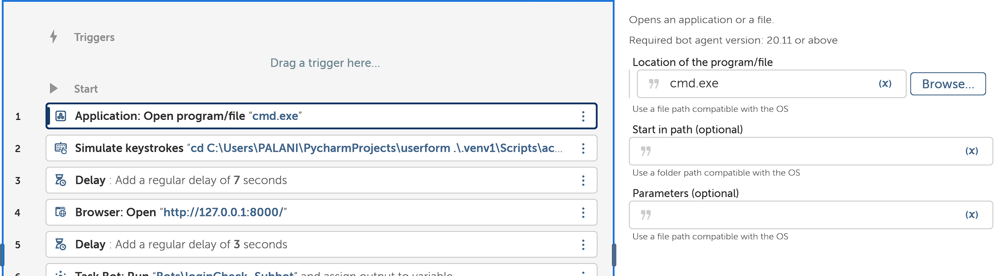 Triggers
Drag a trigger here...
Start
1 Application: Open program/file “cmd.exe”
2 Simulate keystrokes “cd C:\Users\PALANI\PycharmProjects\userform .\.venv1\Scripts\ac...
3 Delay : Add a regular delay of 7 seconds
4 Browser: Open “http://127.0.0.1:8000/”
5 Delay : Add a regular delay of 3 seconds
6 Task Bot: Run “Bots\loginCheck_Subbot” and assign output to variable
Opens an application or a file.
Required bot agent version: 20.11 or above
Location of the program/file
cmd.exe (x) Browse...
Use a file path compatible with the OS
Start in path (optional)
(x)
Use a folder path compatible with the OS
Parameters (optional)
(x)
Use a file path compatible with the OS